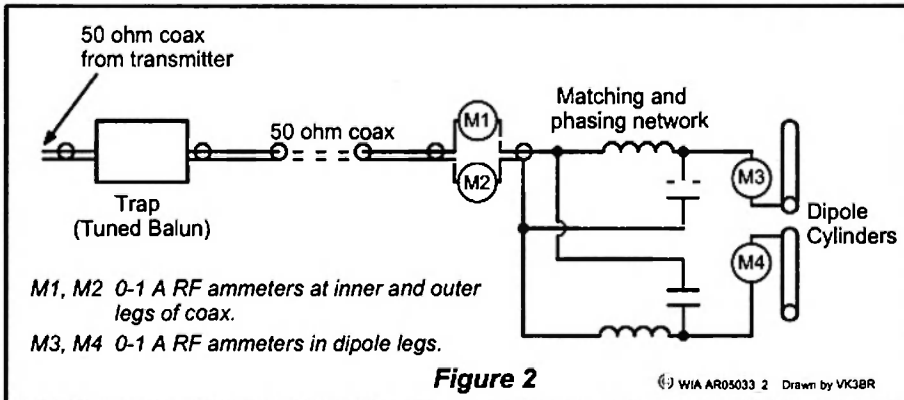 50 ohm coax
from transmitter
Trap
(Tuned Balun)
50 ohm coax
M1
M2
Matching and
phasing network
M3
M4
Dipole
Cylinders
M1, M2 0-1 A RF ammeters at inner and outer
legs of coax.
M3, M4 0-1 A RF ammeters in dipole legs.
Figure 2
WIA AR05033 2 Drawn by VK3BR